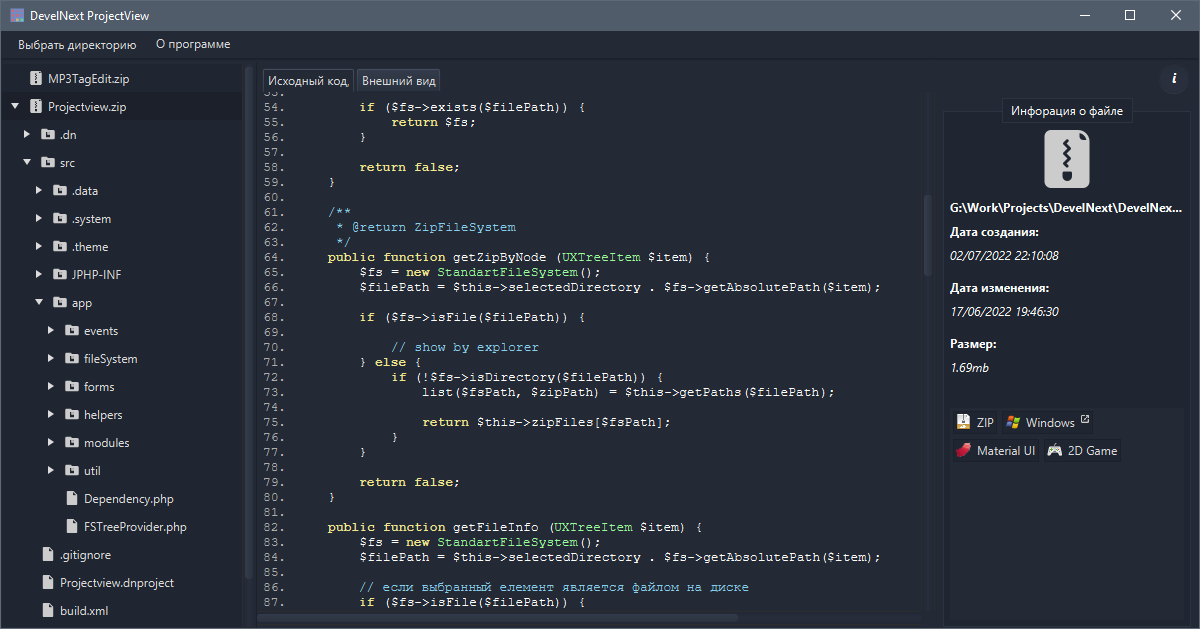 DevelNext ProjectView
Выбрать директорию О программе
MP3TagEdit.zip
Projectview.zip
.dn
src
.data
.system
.theme
JPHP-INF
app
events
fileSystem
forms
helpers
modules
util
Dependency.php
FSTreeProvider.php
.gitignore
Projectview.dnproject
build.xml
Исходный код Внешний вид
53.
54. if ($fs->exists($filePath)) {
55. return $fs;
56. }
57.
58. return false;
59. }
60.
61. /**
62. * @return ZipFileSystem
63. */
64. public function getZipByNode (UXTreeItem $item) {
65. $fs = new StandartFileSystem();
66. $filePath = $this->selectedDirectory . $fs->getAbsolutePath($item);
67.
68. if ($fs->isFile($filePath)) {
69.
70. // show by explorer
71. } else {
72. if (!$fs->isDirectory($filePath)) {
73. list($fsPath, $zipPath) = $this->getPaths($filePath);
74.
75. return $this->zipFiles[$fsPath];
76. }
77. }
78.
79. return false;
80. }
81.
82. public function getFileInfo (UXTreeItem $item) {
83. $fs = new StandartFileSystem();
84. $filePath = $this->selectedDirectory . $fs->getAbsolutePath($item);
85.
86. // если выбранный елемент является файлом на диске
87. if ($fs->isFile($filePath)) {
i
Инфорация о файле
G:\Work\Projects\DevelNext\DevelNex...
Дата создания:
02/07/2022 22:10:08
Дата изменения:
17/06/2022 19:46:30
Размер:
1.69mb
ZIP Windows
Material UI 2D Game